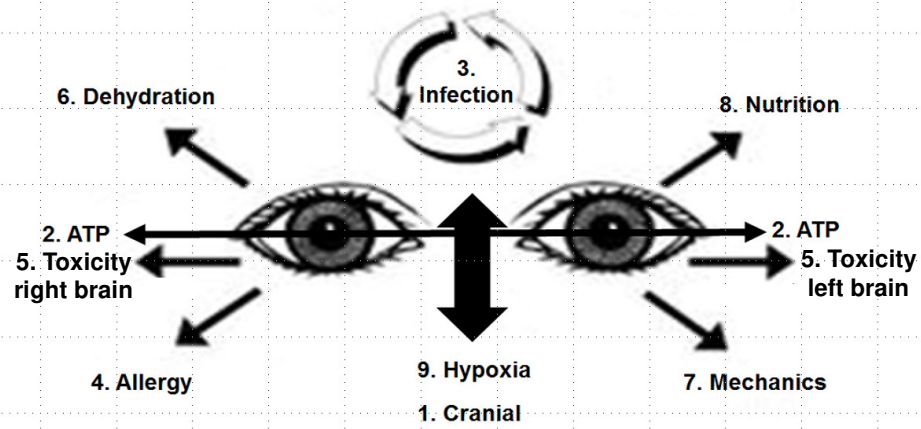 3.
Infection
6. Dehydration
8. Nutrition
2. ATP
2. ATP
5. Toxicity
right brain
5. Toxicity
left brain
4. Allergy
9. Hypoxia
7. Mechanics
1. Cranial